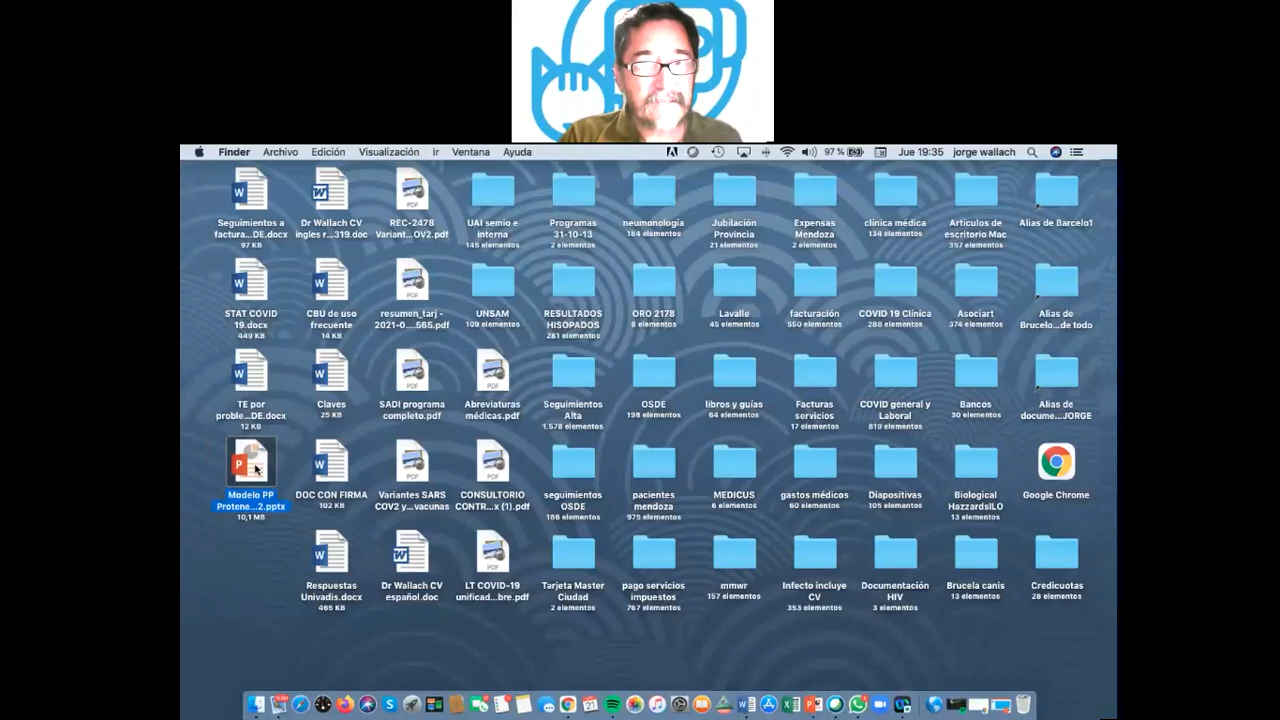 Finder Archivo Edición Visualización Ir Ventana Ayuda 97 % Jue 19:35 jorge wallach
Seguimientos a Dr Wallach CV REC-2478 UAI semio e Programas neumonología Jubilación Expensas clínica médica Artículos de Alias de Barcelo1
factura...DE.docx ingles r...319.doc Variant...OV2.pdf interna 31-10-13 184 elementos Provincia Mendoza 134 elementos escritorio Mac
97 KB 145 elementos 2 elementos 21 elementos 2 elementos 357 elementos
STAT COVID CBU de uso resumen_tarj - UNSAM RESULTADOS ORO 2178 Lavalle facturación COVID 19 Clínica Asociart Alias de
19.docx frecuente 2021-0....565.pdf 109 elementos HISOPADOS 8 elementos 45 elementos 550 elementos 288 elementos 374 elementos Brucelo...de todo
449 KB 14 KB 281 elementos
TE por Claves SADI programa Abreviaturas Seguimientos OSDE libros y guías Facturas COVID general y Bancos Alias de
proble...DE.docx 25 KB completo.pdf médicas.pdf Alta 198 elementos 64 elementos servicios Laboral 30 elementos docume...JORGE
12 KB 1.578 elementos 17 elementos 819 elementos
Modelo PP DOC CON FIRMA Variantes SARS CONSULTORIO seguimientos pacientes MEDICUS gastos médicos Diapositivas Biological Google Chrome
Protene...2.pptx 102 KB COV2 y...vacunas CONTR...x (1).pdf OSDE mendoza 6 elementos 60 elementos 105 elementos HazzardsILO
10,1 MB 186 elementos 975 elementos 13 elementos
Respuestas Dr Wallach CV LT COVID-19 Tarjeta Master pago servicios mmwr Infecto incluye Documentación Brucela canis Credicuotas
Univadis.docx español.doc unificad...bre.pdf Ciudad impuestos 157 elementos CV HIV 13 elementos 28 elementos
465 KB 2 elementos 767 elementos 353 elementos 3 elementos